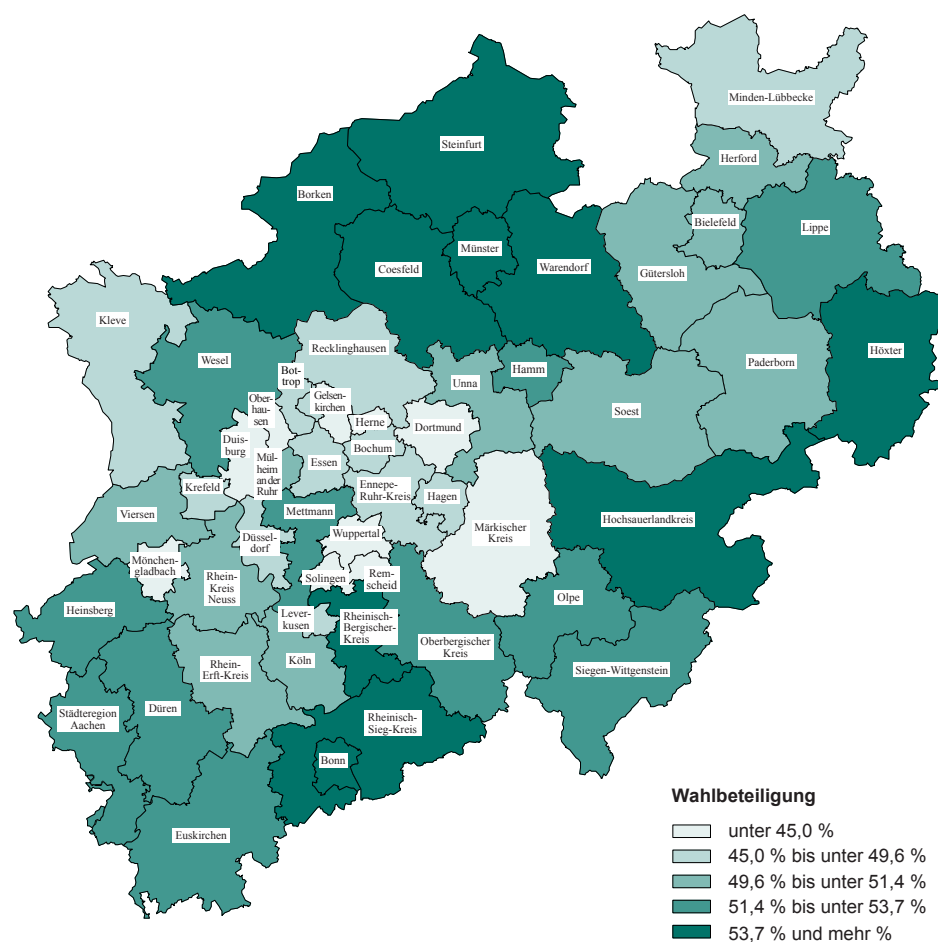 Minden-Lübbecke
Steinfurt
Herford
Borken
Bielefeld
Lippe
Münster
Coesfeld
Warendorf
Gütersloh
Kleve
Recklinghausen
Höxter
Wesel
Paderborn
Hamm
Unna
Bot-
trop
Ober-
hau-
sen
Gelsen-
kirchen
Soest
Herne
Dortmund
Duis-
burg
Bochum
Mül-
heim
an der
Ruhr
Essen
Krefeld
Ennepe-
Ruhr-Kreis
Hagen
Viersen
Mettmann
Hochsauerlandkreis
Märkischer
Kreis
Düssel-
dorf
Wuppertal
Mönchen-
gladbach
Solingen
Rem-
scheid
Rhein-
Kreis
Neuss
Olpe
Heinsberg
Lever-
kusen
Rheinisch-
Bergischer-
Kreis
Oberbergischer
Kreis
Köln
Rhein-
Erft-Kreis
Siegen-Wittgenstein
Düren
Städteregion
Aachen
Rheinisch-
Sieg-Kreis
Bonn
Euskirchen
Wahlbeteiligung
unter 45,0 %
45,0 % bis unter 49,6 %
49,6 % bis unter 51,4 %
51,4 % bis unter 53,7 %
53,7 % und mehr %